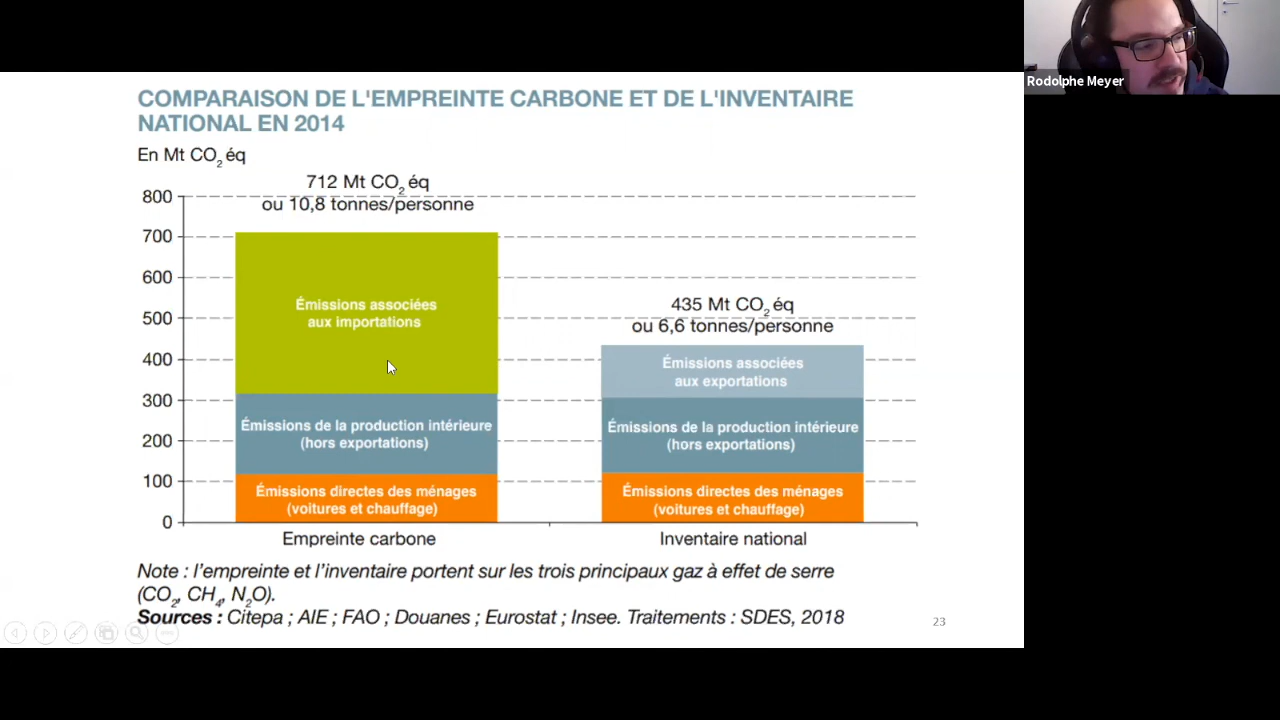 Rodolphe Meyer
COMPARAISON DE L'EMPREINTE CARBONE ET DE L'INVENTAIRE
NATIONAL EN 2014
En Mt CO2 éq
712 Mt CO2 éq
ou 10,8 tonnes/personne
435 Mt CO2 éq
ou 6,6 tonnes/personne
800
700
600
500
400
300
200
100
0
Émissions associées
aux importations
Émissions de la production intérieure
(hors exportations)
Émissions directes des ménages
(voitures et chauffage)
Émissions associées
aux exportations
Émissions de la production intérieure
(hors exportations)
Émissions directes des ménages
(voitures et chauffage)
Empreinte carbone
Inventaire national
Note : l’empreinte et l’inventaire portent sur les trois principaux gaz à effet de serre
(CO2, CH4, N2O).
Sources : Citepa ; AIE ; FAO ; Douanes ; Eurostat ; Insee. Traitements : SDES, 2018
23